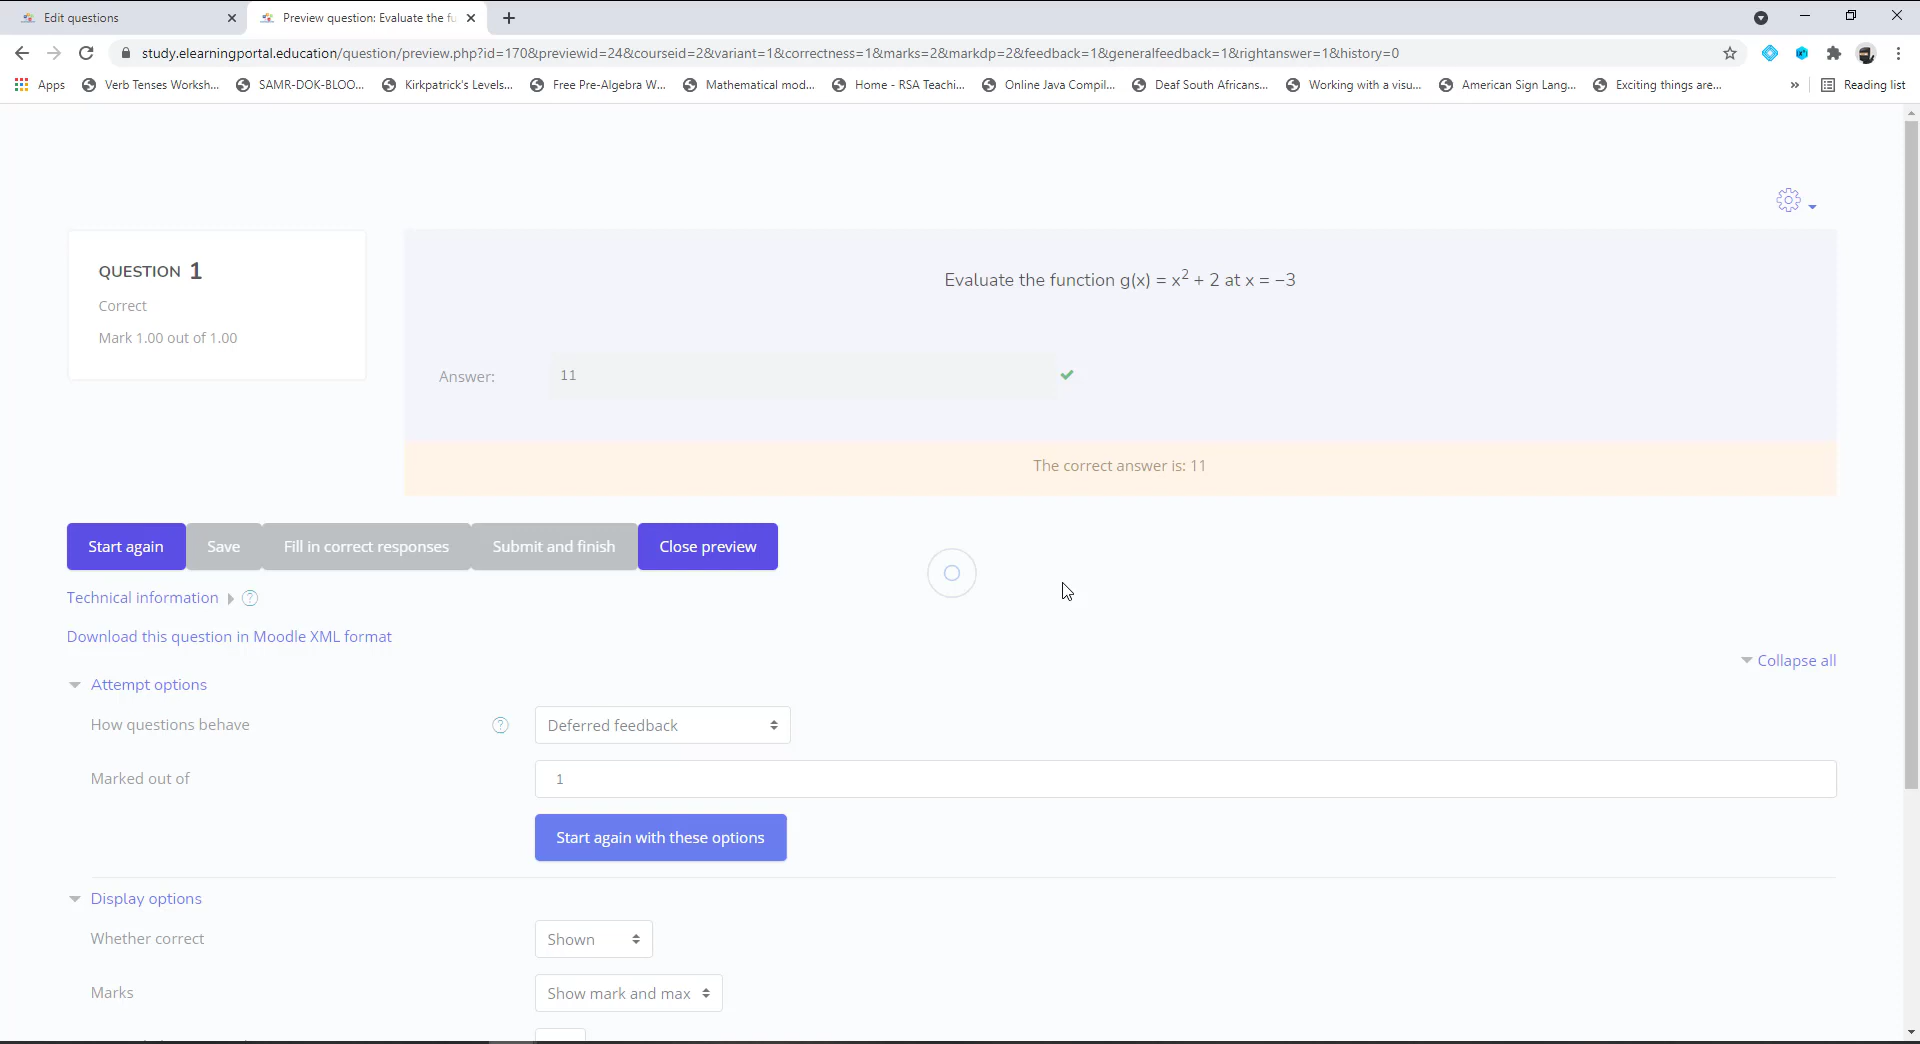 Edit questions
Preview question: Evaluate the fu
study.elearningportal.education/question/preview.php?id=170&previewid=24&courseid=2&variant=1&correctness=1&marks=2&markdp=2&feedback=1&generalfeedback=1&rightanswer=1&history=0
Apps Verb Tenses Worksh... SAMR-DOK-BLOO... Kirkpatrick's Levels... Free Pre-Algebra W... Mathematical mod... Home - RSA Teachi... Online Java Compil... Deaf South Africans... Working with a visu... American Sign Lang... Exciting things are... » Reading list
QUESTION 1
Correct
Mark 1.00 out of 1.00
Evaluate the function g(x) = x² + 2 at x = −3
Answer: 11
The correct answer is: 11
Start again Save Fill in correct responses Submit and finish Close preview
Technical information ?
Download this question in Moodle XML format
Collapse all
Attempt options
How questions behave ? Deferred feedback
Marked out of 1
Start again with these options
Display options
Whether correct Shown
Marks Show mark and max